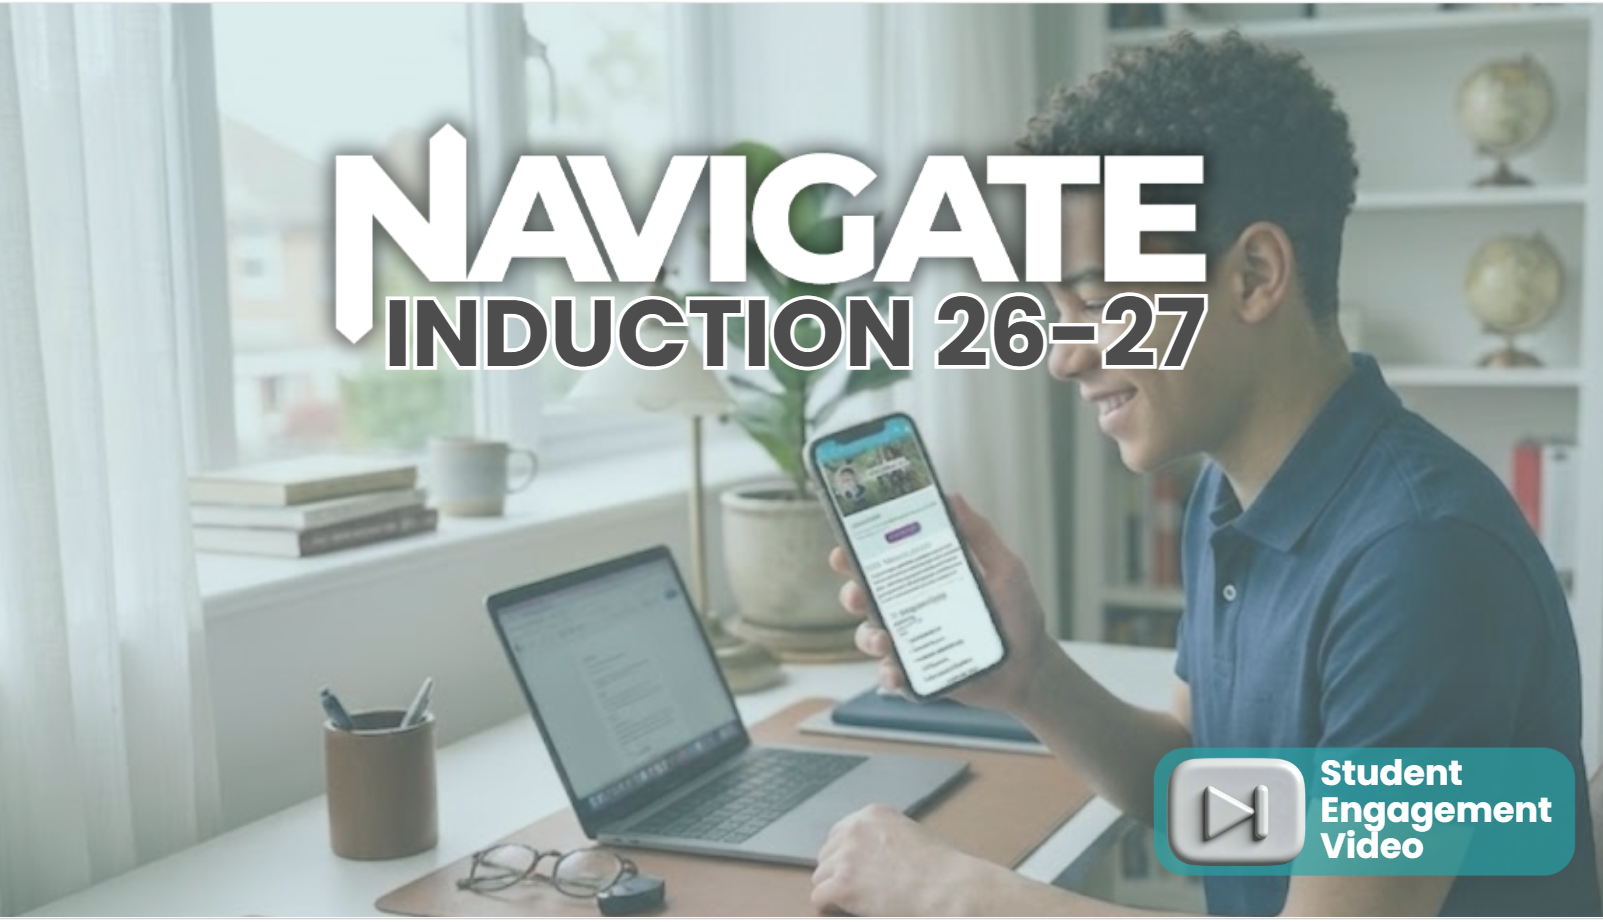 NAVIGATE
INDUCTION 26-27
Student
Engagement
Video